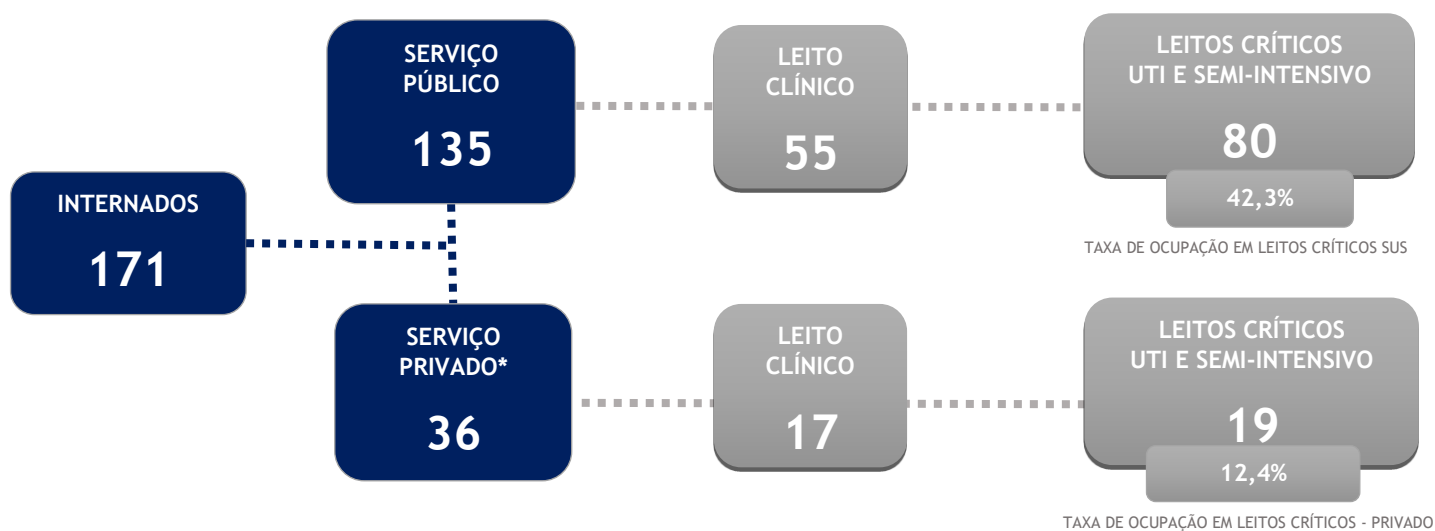 INTERNADOS
171
SERVIÇO
PÚBLICO
135
LEITO
CLÍNICO
55
LEITOS CRÍTICOS
UTI E SEMI-INTENSIVO
80
42,3%
TAXA DE OCUPAÇÃO EM LEITOS CRÍTICOS SUS
SERVIÇO
PRIVADO*
36
LEITO
CLÍNICO
17
LEITOS CRÍTICOS
UTI E SEMI-INTENSIVO
19
12,4%
TAXA DE OCUPAÇÃO EM LEITOS CRÍTICOS - PRIVADO